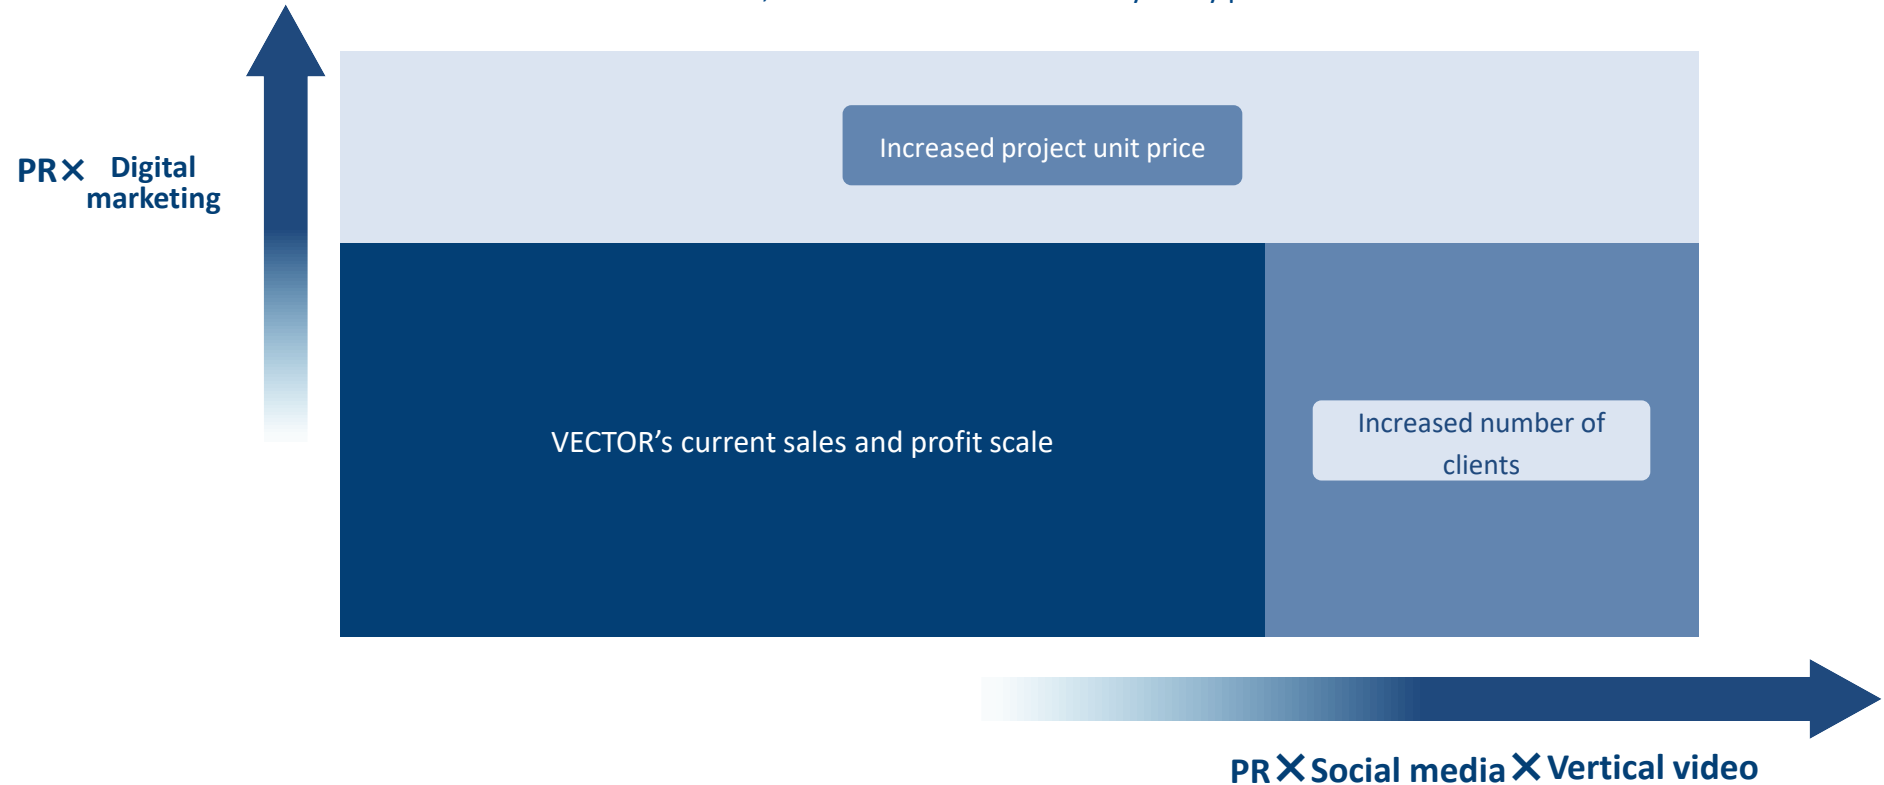 Increased project unit price
PR× Digital
marketing
VECTOR’s current sales and profit scale
Increased number of
clients
PR×Social media×Vertical video